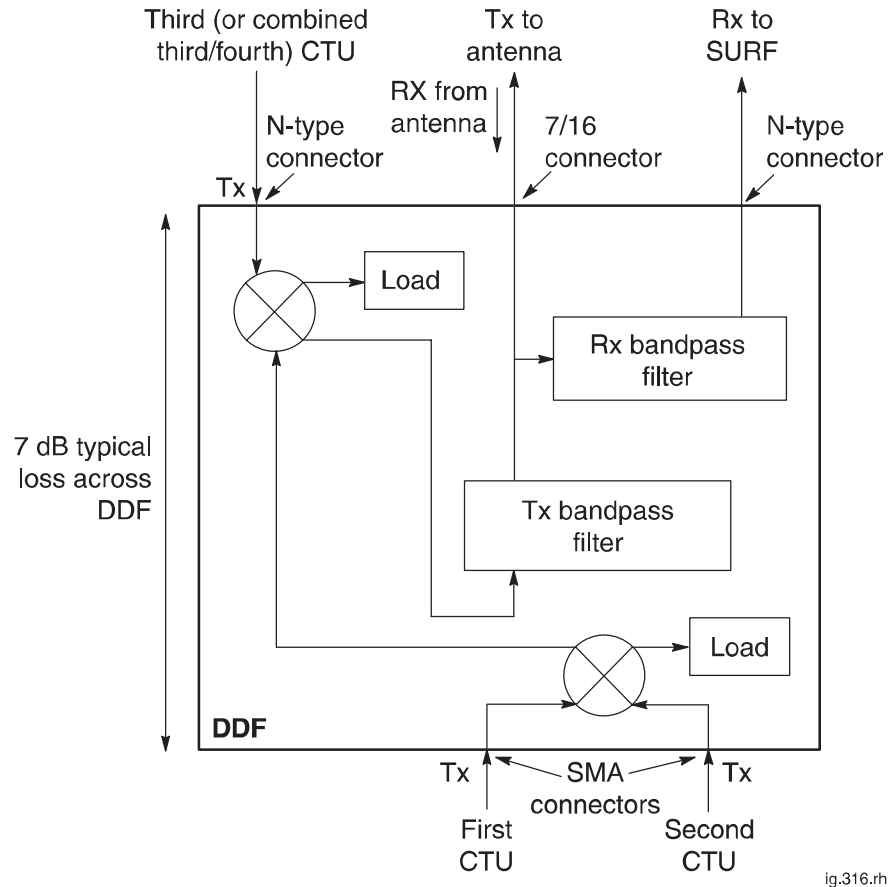 Third (or combined
third/fourth) CTU
Tx to
antenna
Rx to
SURF
RX from
antenna
N-type
connector
7/16
connector
N-type
connector
Tx
Load
Rx bandpass
filter
7 dB typical
loss across
DDF
Tx bandpass
filter
Load
DDF
Tx
SMA
connectors
Tx
First
CTU
Second
CTU
ig.316.rh